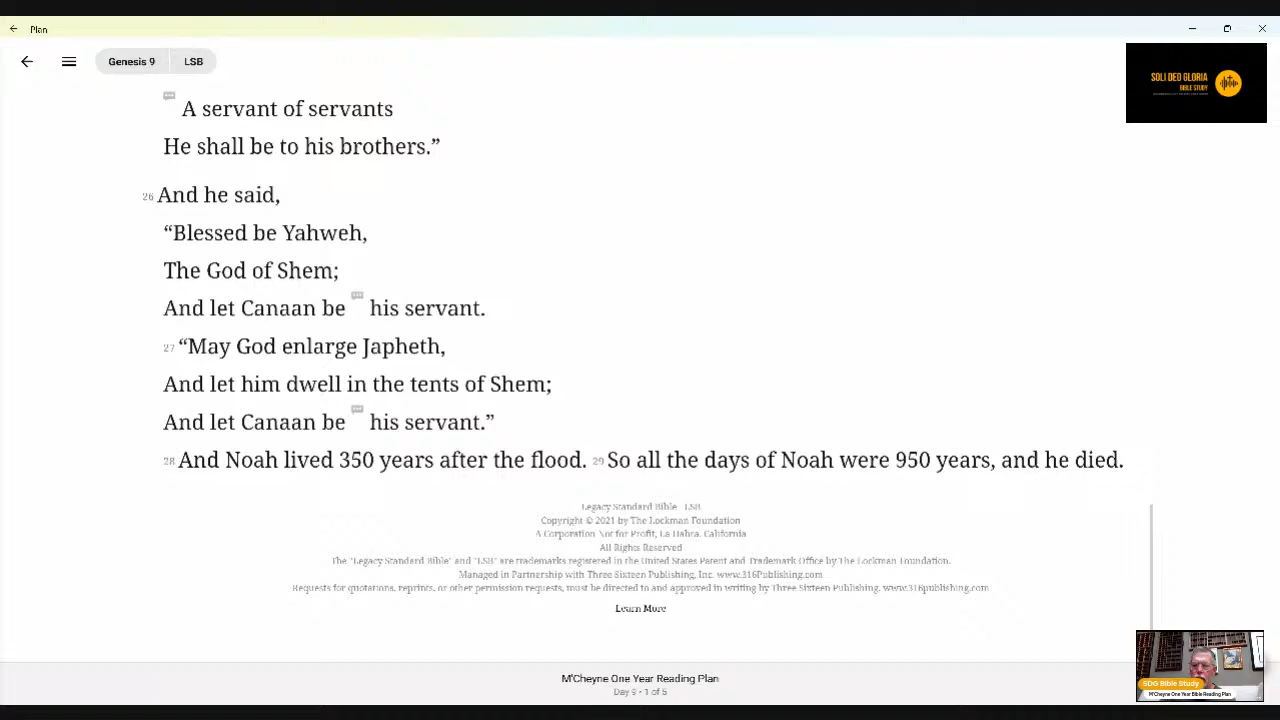 Plan
Genesis 9 LSB
SOLI DEO GLORIA
BIBLE STUDY
A servant of servants
He shall be to his brothers.”
26 And he said,
“Blessed be Yahweh,
The God of Shem;
And let Canaan be his servant.
27 “May God enlarge Japheth,
And let him dwell in the tents of Shem;
And let Canaan be his servant.”
28 And Noah lived 350 years after the flood. 29 So all the days of Noah were 950 years, and he died.
Legacy Standard Bible LSB
Copyright © 2021 by The Lockman Foundation
A Corporation Not for Profit, La Habra, California
All Rights Reserved
The "Legacy Standard Bible" and "LSB" are trademarks registered in the United States Patent and Trademark Office by The Lockman Foundation.
Managed in Partnership with Three Sixteen Publishing, Inc. www.316Publishing.com
Requests for quotations, reprints, or other permission requests, must be directed to and approved in writing by Three Sixteen Publishing. www.316publishing.com
Learn More
M'Cheyne One Year Reading Plan
Day 9 • 1 of 5
SDG Bible Study
M'Cheyne One Year Bible Reading Plan